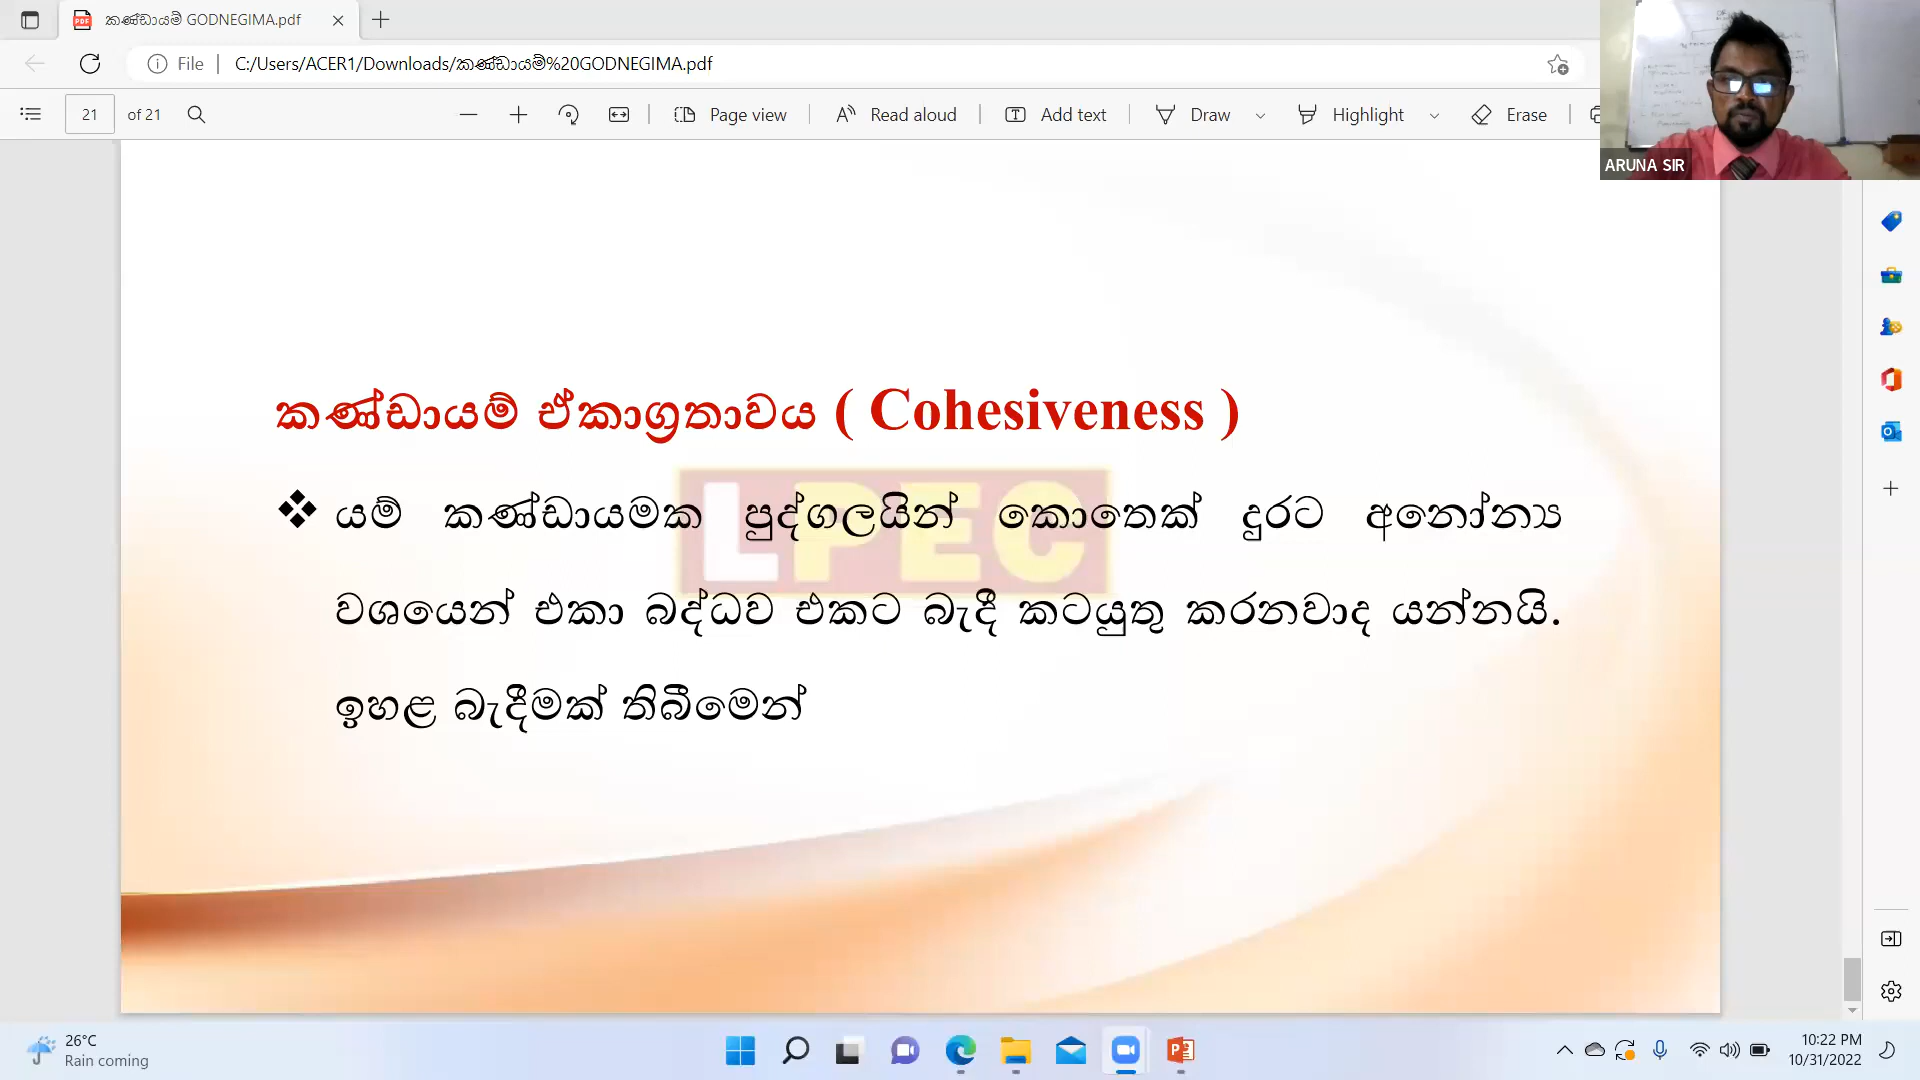 කණ්ඩායම් GODNEGIMA.pdf
File
C:/Users/ACER1/Downloads/කණ්ඩායම්%20GODNEGIMA.pdf
21 of 21
Page view
Read aloud
Add text
Draw
Highlight
Erase
ARUNA SIR
කණ්ඩායම් ඒකාග්‍රතාවය ( Cohesiveness )
LPEC
❖ යම් කණ්ඩායමක පුද්ගලයින් කොතෙක් දුරට අනෝන්‍ය
වශයෙන් එකා බද්ධව එකට බැදී කටයුතු කරනවාද යන්නයි.
ඉහළ බැදීමක් තිබීමෙන්
26°C
Rain coming
10:22 PM
10/31/2022